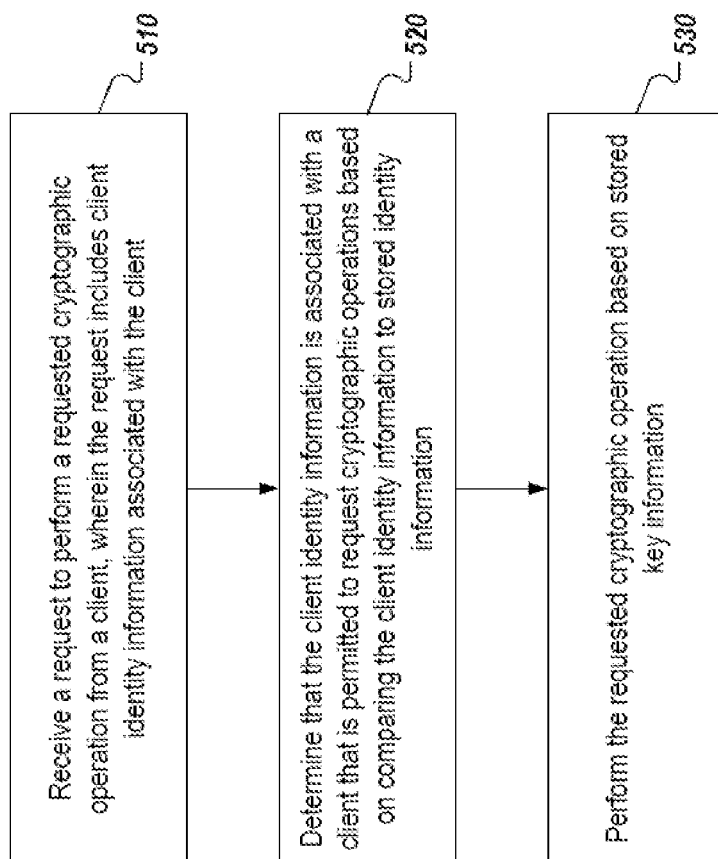 510
Receive a request to perform a requested cryptographic
operation from a client, wherein the request includes client
identity information associated with the client
520
Determine that the client identity information is associated with a
client that is permitted to request cryptographic operations based
on comparing the client identity information to stored identity
information
530
Perform the requested cryptographic operation based on stored
key information